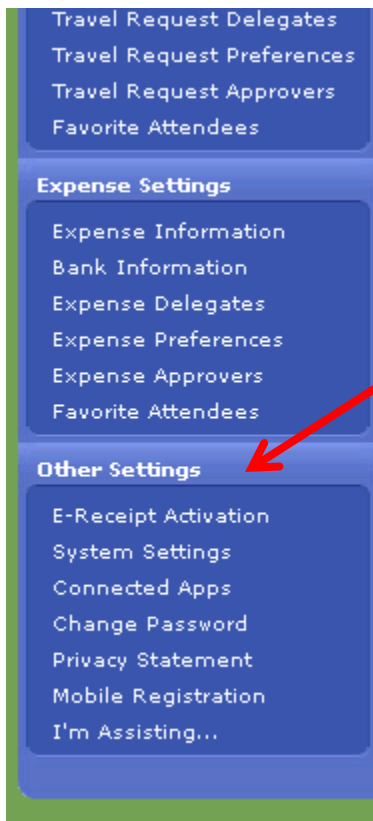 Travel Request Delegates
Travel Request Preferences
Travel Request Approvers
Favorite Attendees
Expense Settings
Expense Information
Bank Information
Expense Delegates
Expense Preferences
Expense Approvers
Favorite Attendees
Other Settings
E-Receipt Activation
System Settings
Connected Apps
Change Password
Privacy Statement
Mobile Registration
I'm Assisting...